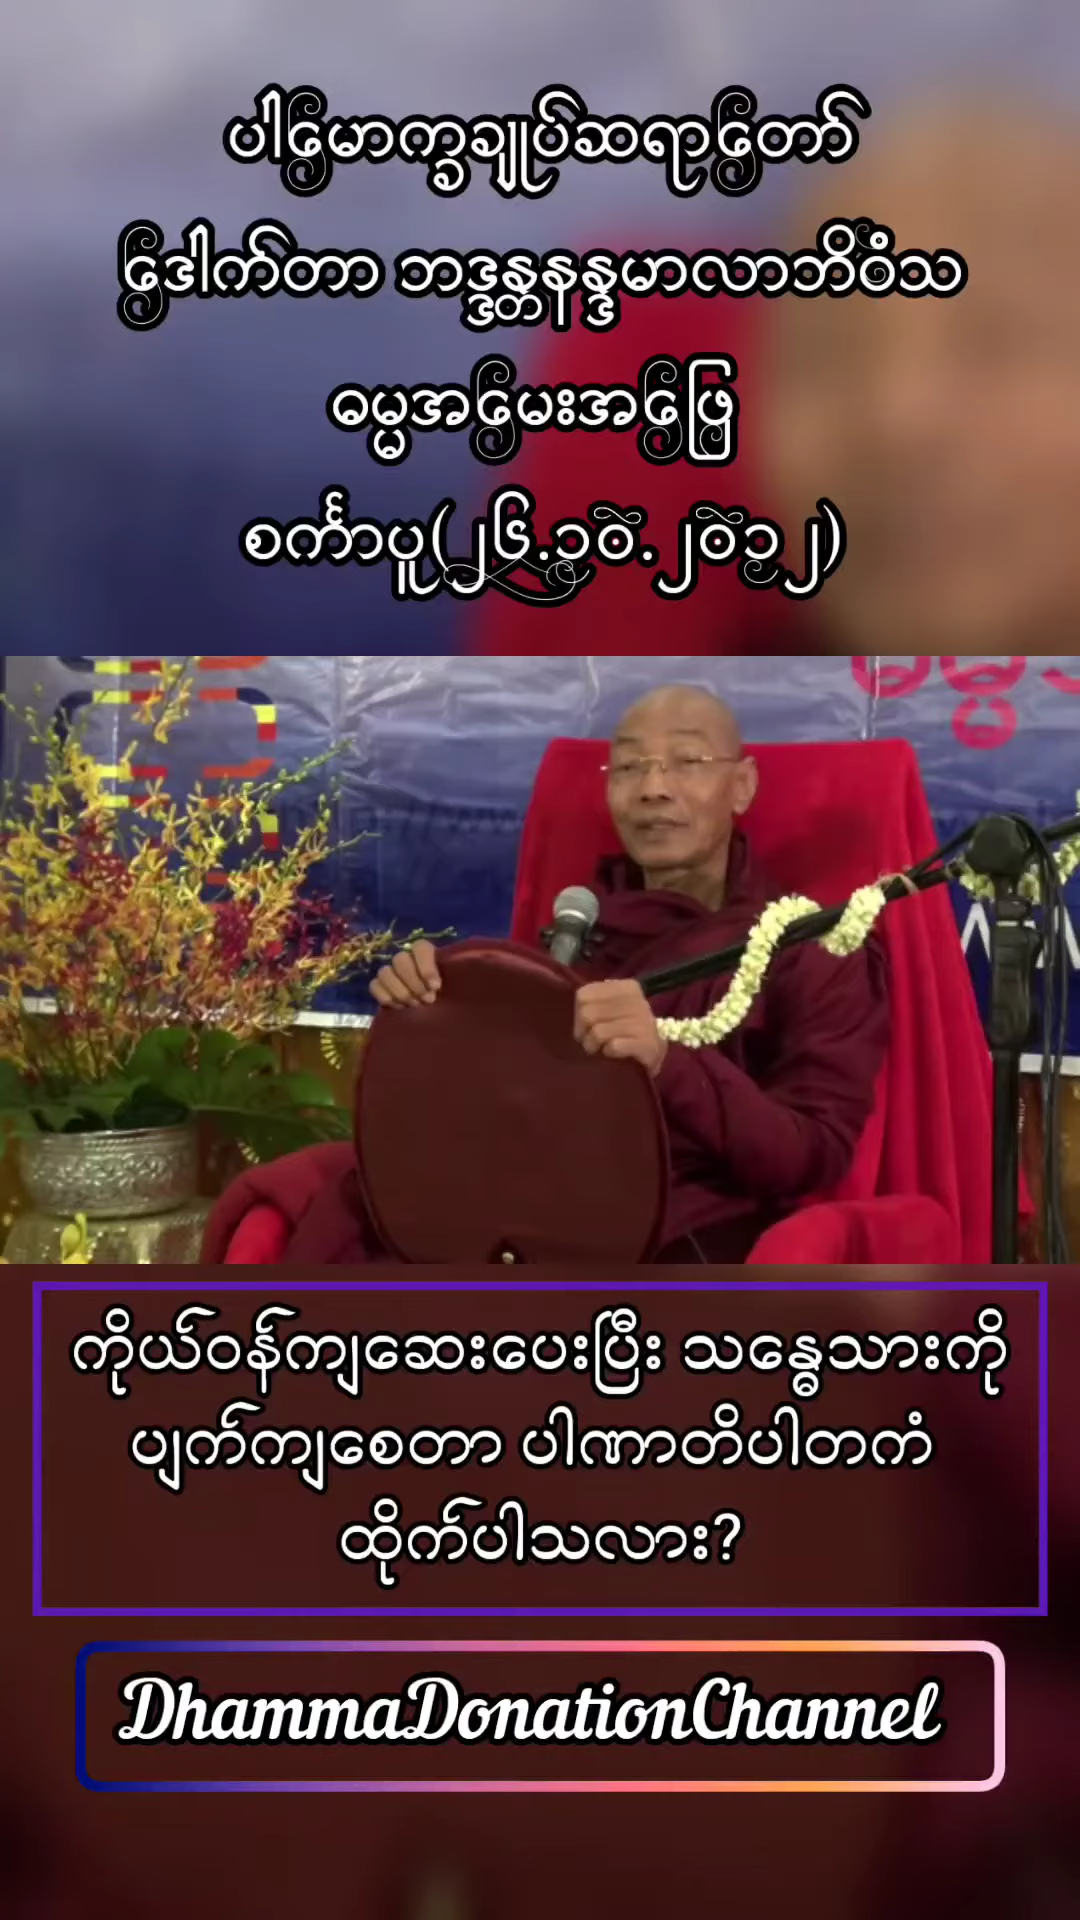 ပါမောက္ခချုပ်ဆရာတော်
ဒေါက်တာ ဘဒ္ဒန္တနန္ဒမာလာဘိဝံသ
ဓမ္မအမေးအဖြေ
စင်္ကာပူ(၂၆.၁၀.၂၀၁၂)
ကိုယ်ဝန်ကျဆေးပေးပြီး သန္ဓေသားကို
ပျက်ကျစေတာ ပါဏာတိပါတကံ
ထိုက်ပါသလား?
DhammaDonationChannel